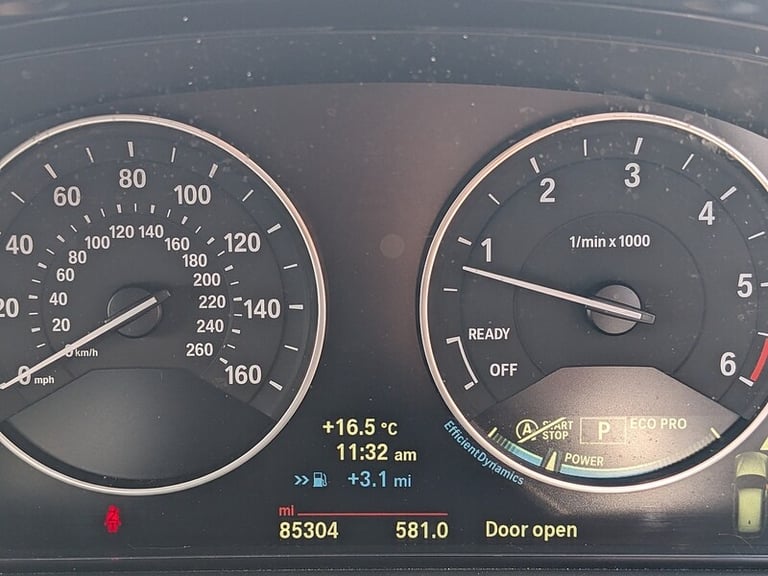 20
40
60
80
100
120
140
160
mph
0
km/h
20
40
60
80
100
120 140
160
180
200
220
240
260
1
2
3
4
5
6
1/min x 1000
READY
OFF
A START STOP
P
ECO PRO
POWER
EfficientDynamics
+16.5 °C
11:32 am
>> +3.1 mi
mi
85304 581.0
Door open